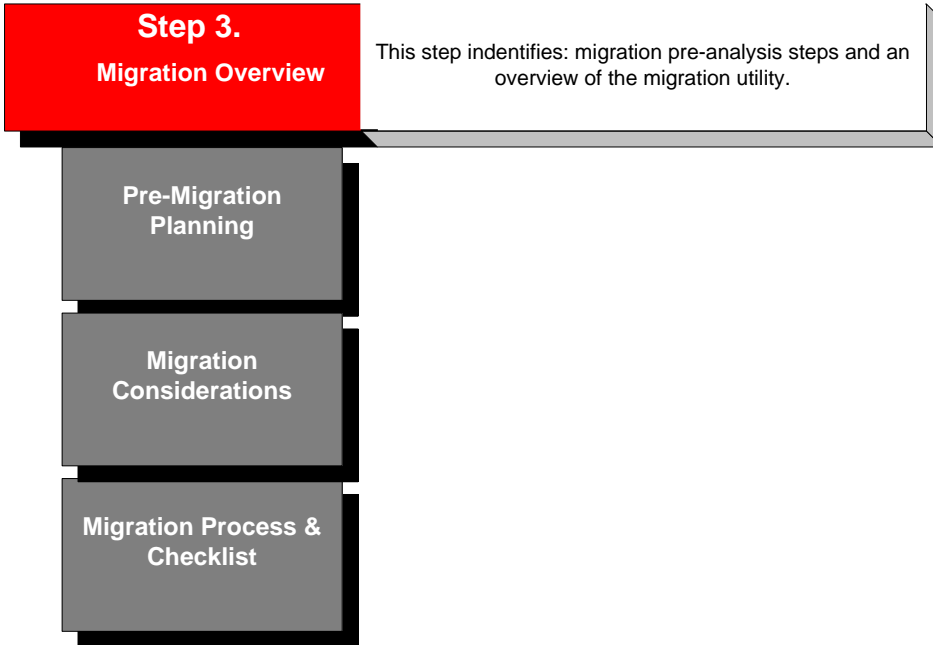 Step 3.
Migration Overview
This step indentifies: migration pre-analysis steps and an
overview of the migration utility.
Pre-Migration
Planning
Migration
Considerations
Migration Process &
Checklist